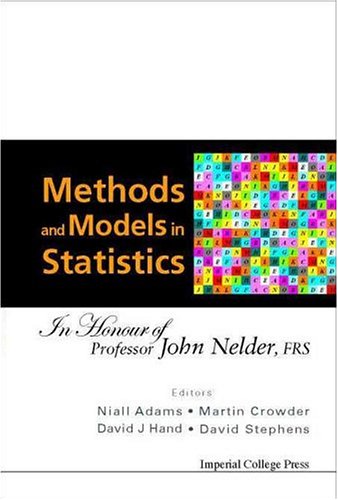 Methods
and Models in
Statistics
In Honour of
Professor John Nelder, FRS
Editors
Niall Adams • Martin Crowder
David J Hand • David Stephens
Imperial College Press